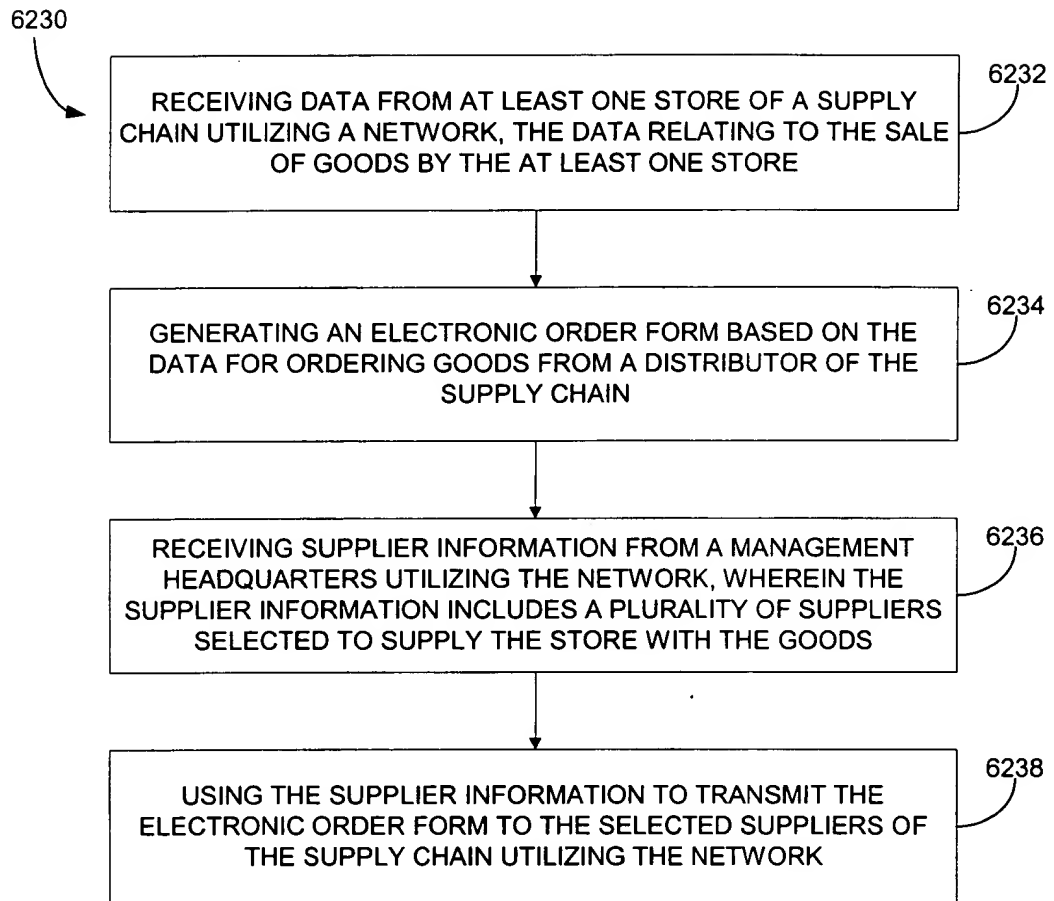 6230
6232
RECEIVING DATA FROM AT LEAST ONE STORE OF A SUPPLY
CHAIN UTILIZING A NETWORK, THE DATA RELATING TO THE SALE
OF GOODS BY THE AT LEAST ONE STORE
6234
GENERATING AN ELECTRONIC ORDER FORM BASED ON THE
DATA FOR ORDERING GOODS FROM A DISTRIBUTOR OF THE
SUPPLY CHAIN
6236
RECEIVING SUPPLIER INFORMATION FROM A MANAGEMENT
HEADQUARTERS UTILIZING THE NETWORK, WHEREIN THE
SUPPLIER INFORMATION INCLUDES A PLURALITY OF SUPPLIERS
SELECTED TO SUPPLY THE STORE WITH THE GOODS
6238
USING THE SUPPLIER INFORMATION TO TRANSMIT THE
ELECTRONIC ORDER FORM TO THE SELECTED SUPPLIERS OF
THE SUPPLY CHAIN UTILIZING THE NETWORK